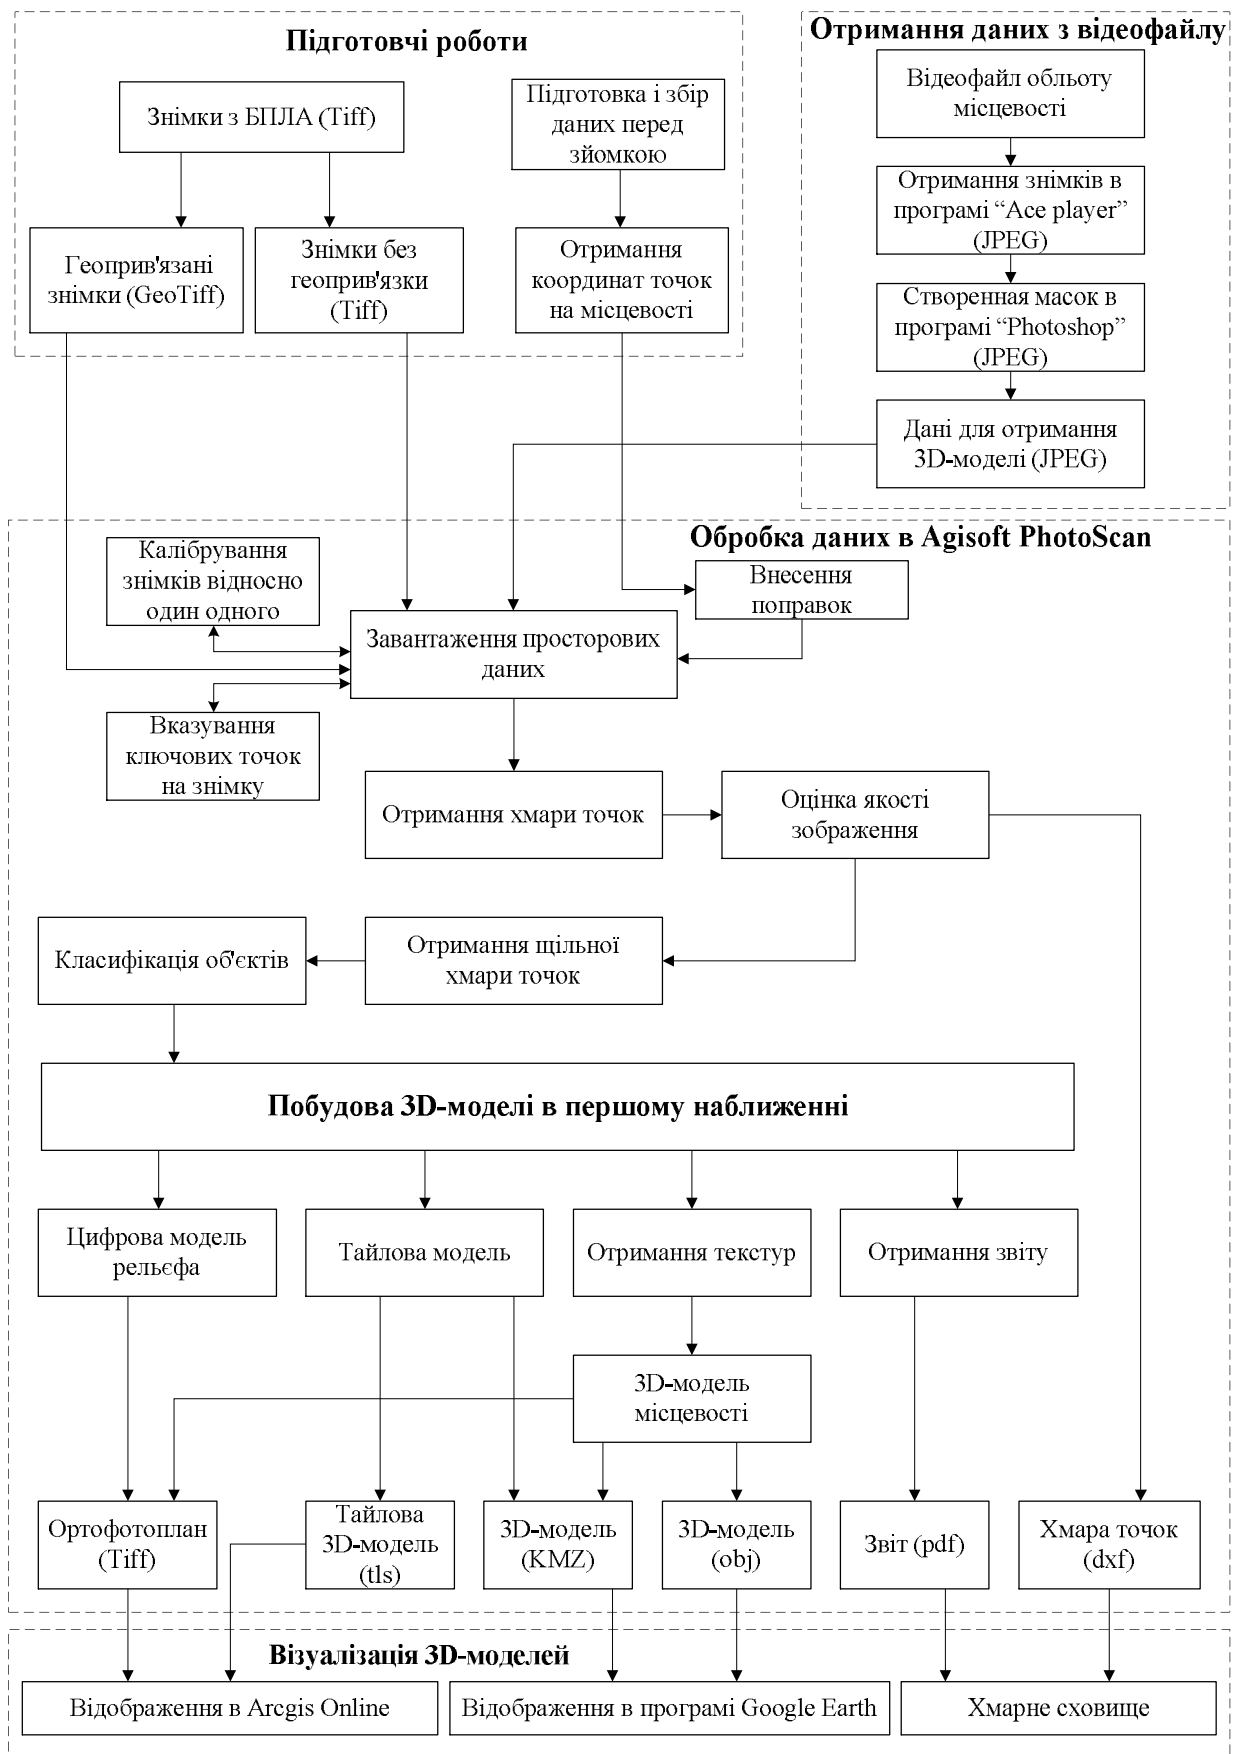 Підготовчі роботи
Знімки з БПЛА (Tiff)
Підготовка і збір
даних перед
зйомкою
Геоприв'язані
знімки (GeoTiff)
Знімки без
геоприв'язки
(Tiff)
Отримання
координат точок
на місцевості
Отримання даних з відеофайлу
Відеофайл обльоту
місцевості
Отримання знімків в
програмі “Ace player”
(JPEG)
Створенная масок в
програмі “Photoshop”
(JPEG)
Дані для отримання
3D-моделі (JPEG)
Обробка даних в Agisoft PhotoScan
Калібрування
знімків відносно
один одного
Внесення
поправок
Завантаження просторових
даних
Вказування
ключових точок
на знімку
Отримання хмари точок
Оцінка якості
зображення
Класифікація об'єктів
Отримання щільної
хмари точок
Побудова 3D-моделі в першому наближенні
Цифрова модель
рельєфа
Тайлова модель
Отримання текстур
Отримання звіту
3D-модель
місцевості
Ортофотоплан
(Tiff)
Тайлова
3D-модель
(tls)
3D-модель
(KMZ)
3D-модель
(obj)
Звіт (pdf)
Хмара точок
(dxf)
Візуалізація 3D-моделей
Відображення в Arcgis Online
Відображення в програмі Google Earth
Хмарне сховище